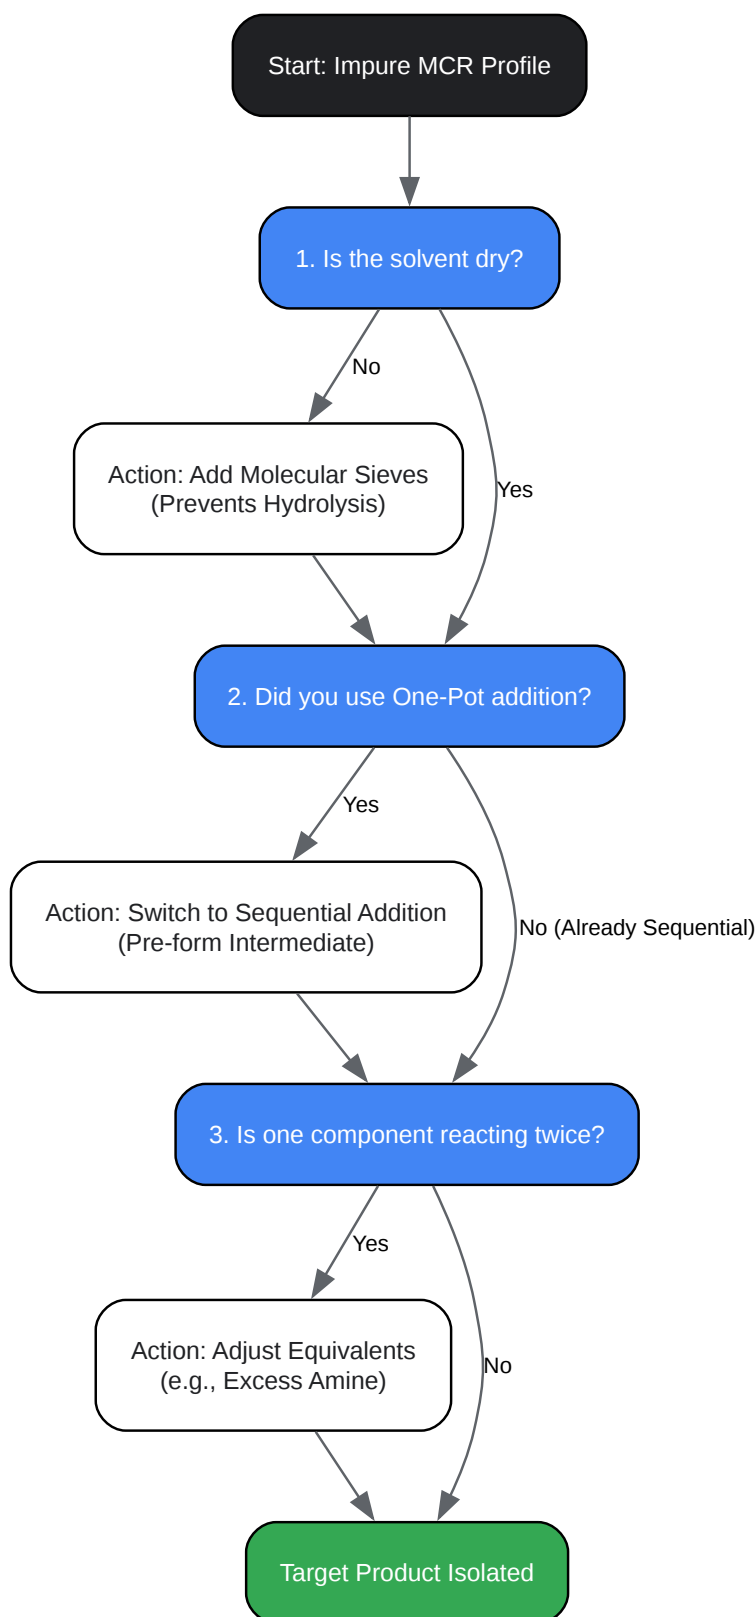 Start: Impure MCR Profile
1. Is the solvent dry?
No
Action: Add Molecular Sieves
(Prevents Hydrolysis)
Yes
2. Did you use One-Pot addition?
Yes
Action: Switch to Sequential Addition
(Pre-form Intermediate)
No (Already Sequential)
3. Is one component reacting twice?
Yes
Action: Adjust Equivalents
(e.g., Excess Amine)
No
Target Product Isolated